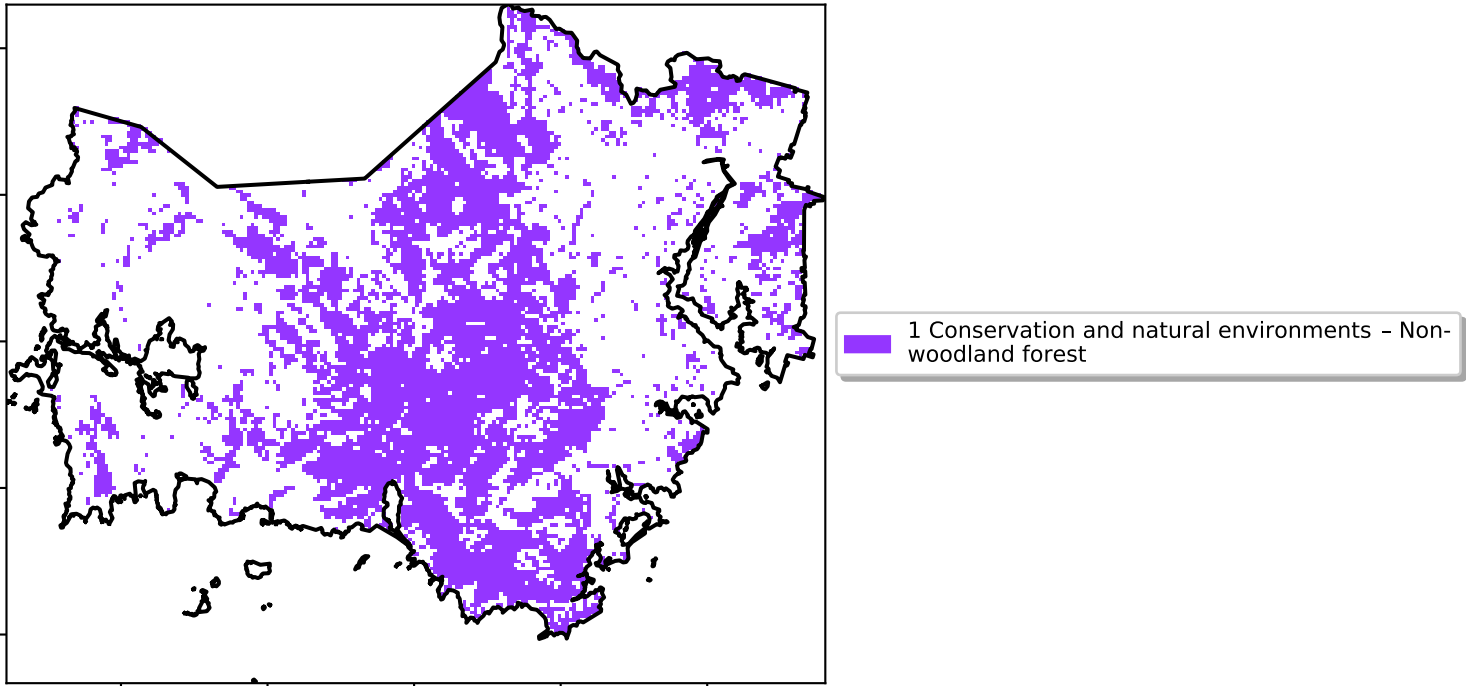 1 Conservation and natural environments – Non-
woodland forest